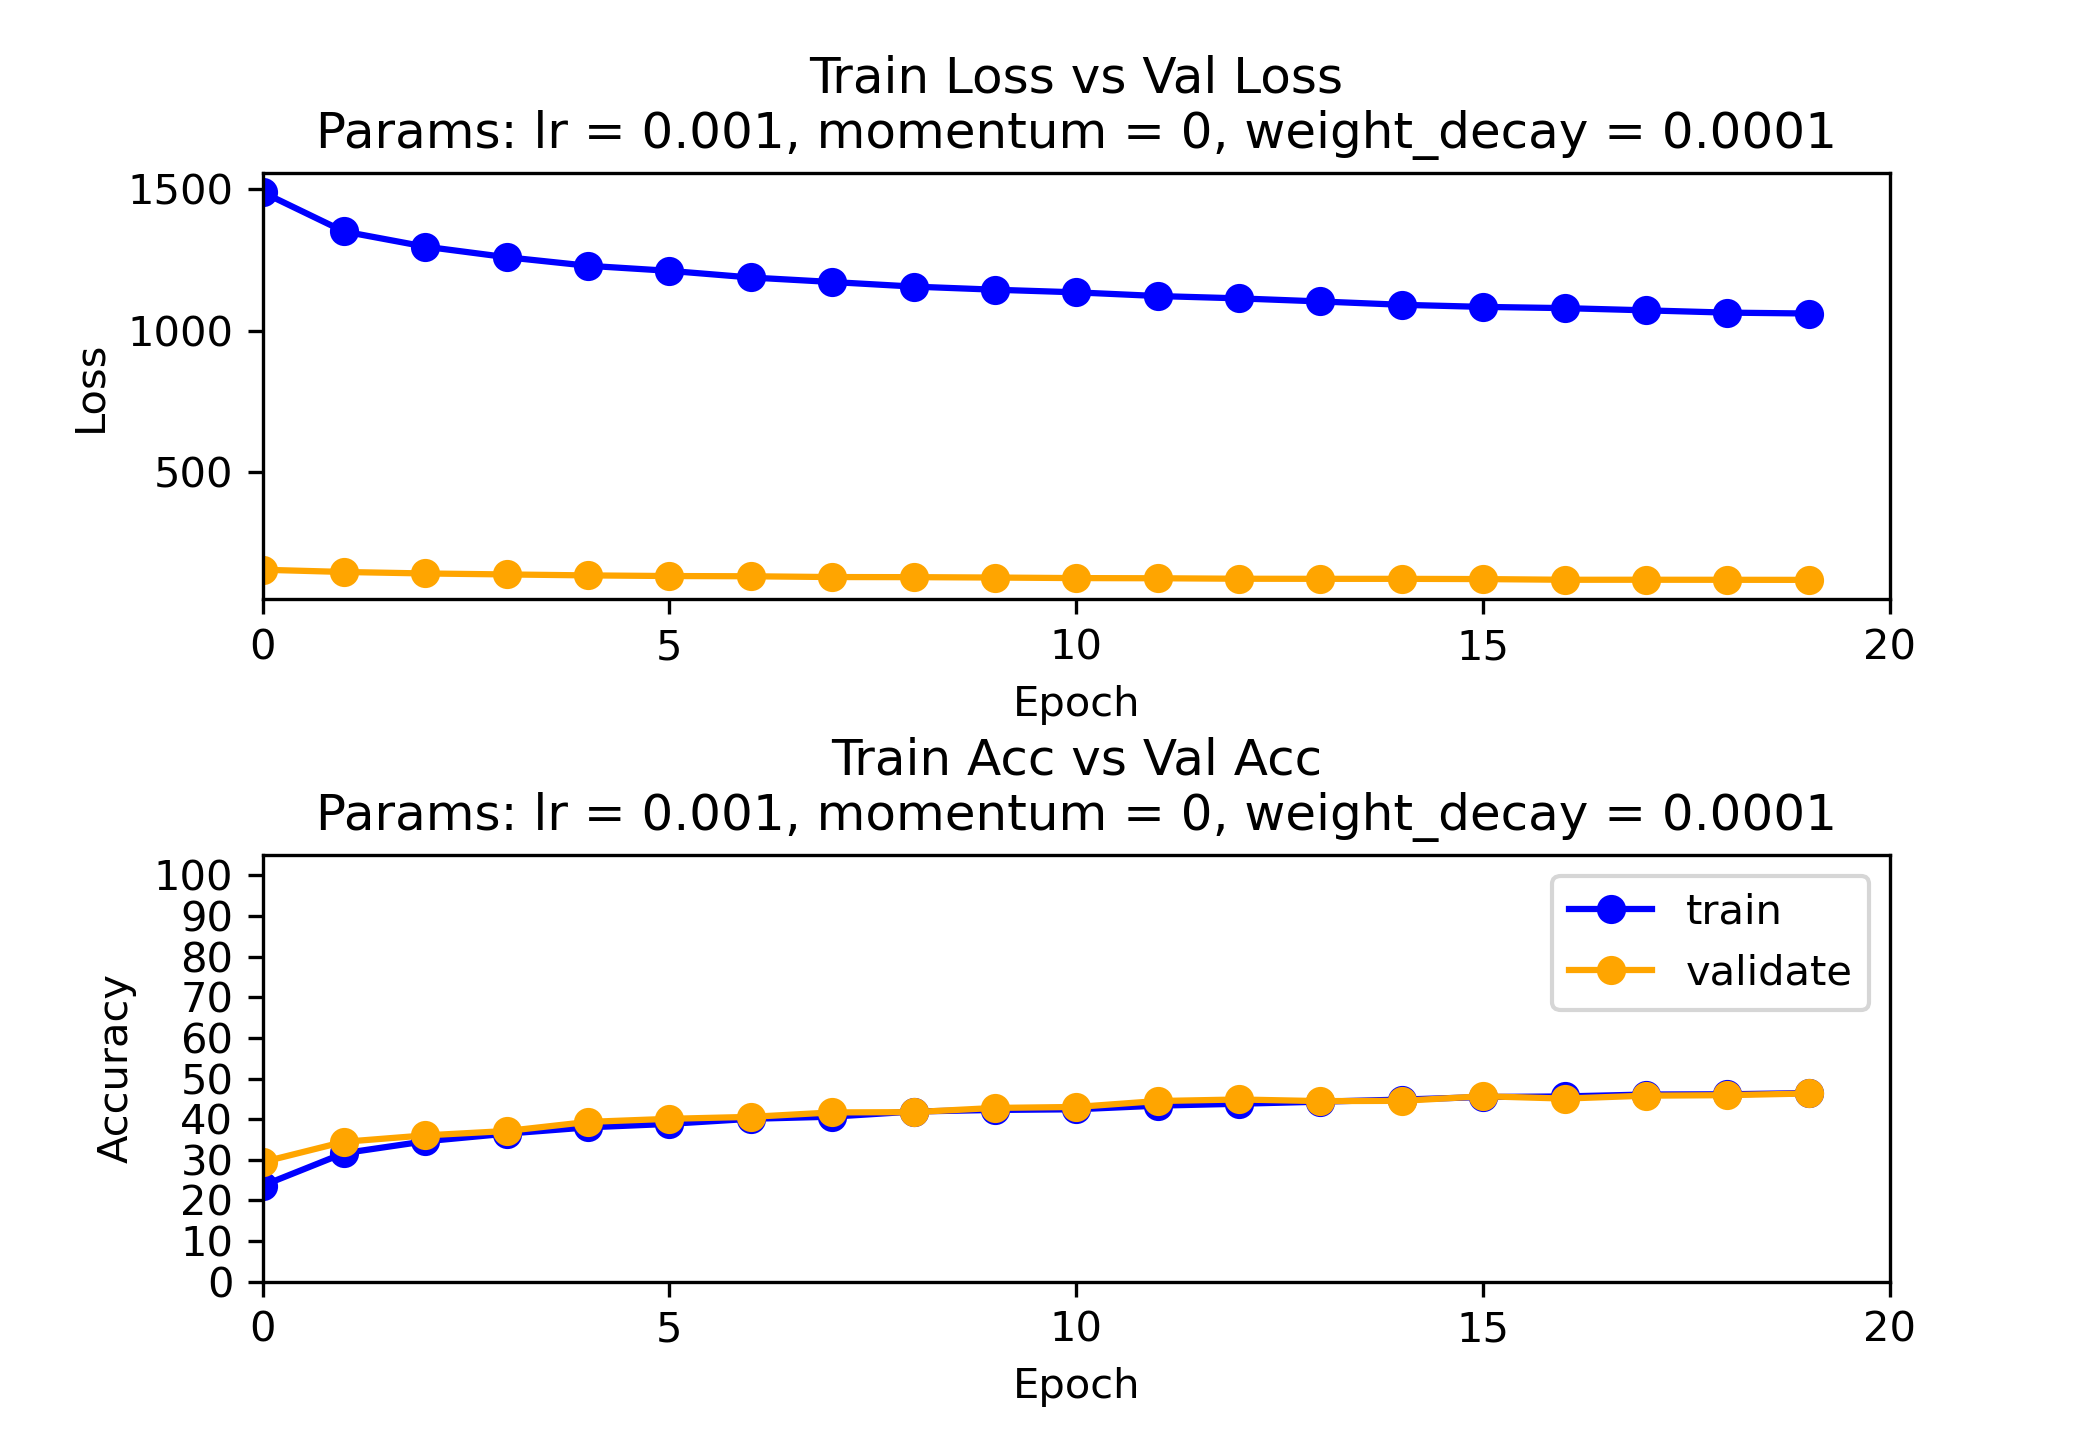 Train Loss vs Val Loss
Params: lr = 0.001, momentum = 0, weight_decay = 0.0001
1500
1000
500
Loss
0 5 10 15 20
Epoch
Train Acc vs Val Acc
Params: lr = 0.001, momentum = 0, weight_decay = 0.0001
100
90
80
70
60
50
40
30
20
10
0
Accuracy
train
validate
0 5 10 15 20
Epoch